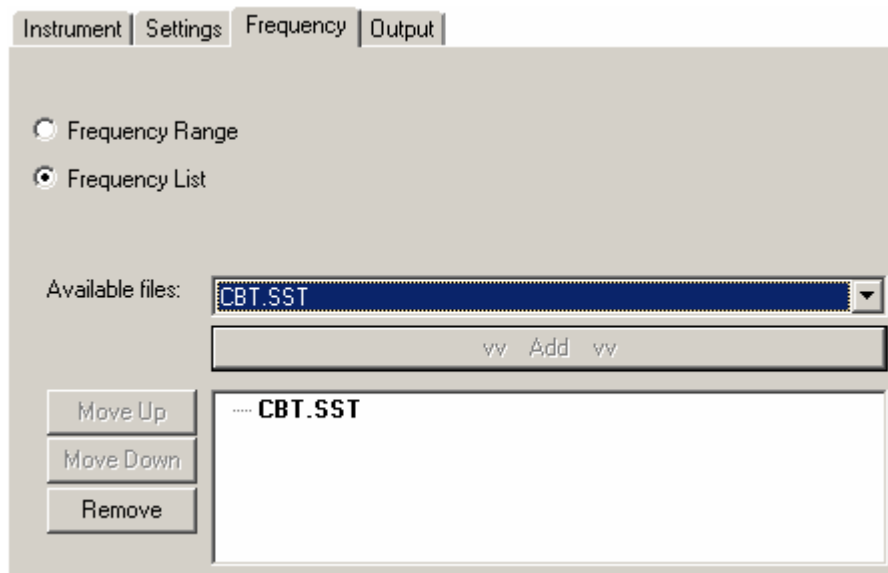 Instrument Settings Frequency Output
Frequency Range
Frequency List
Available files: CBT.SST
vv Add vv
Move Up
CBT.SST
Move Down
Remove